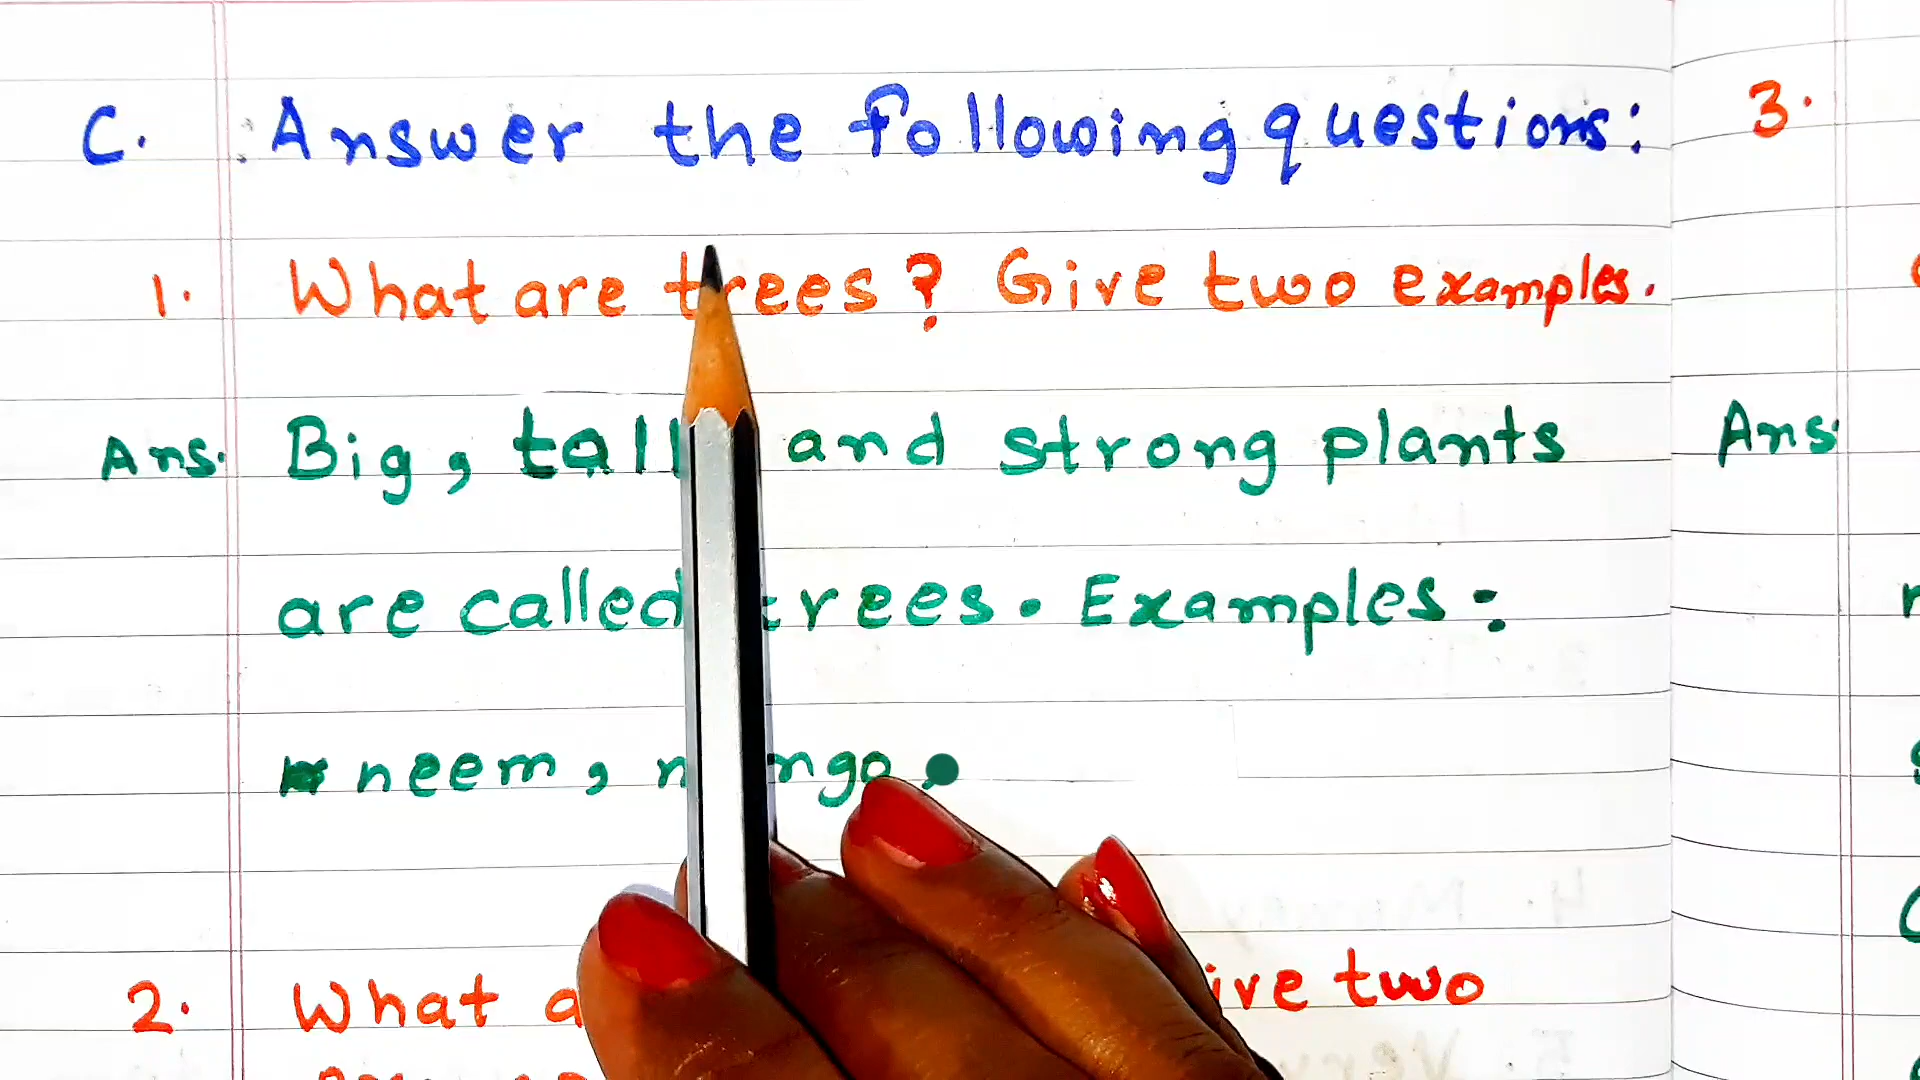 C. Answer the following questions:
1. What are trees? Give two examples.
Ans. Big, tall and strong plants
are called trees. Examples:
neem, mango.
2. What two
3.
Ans.